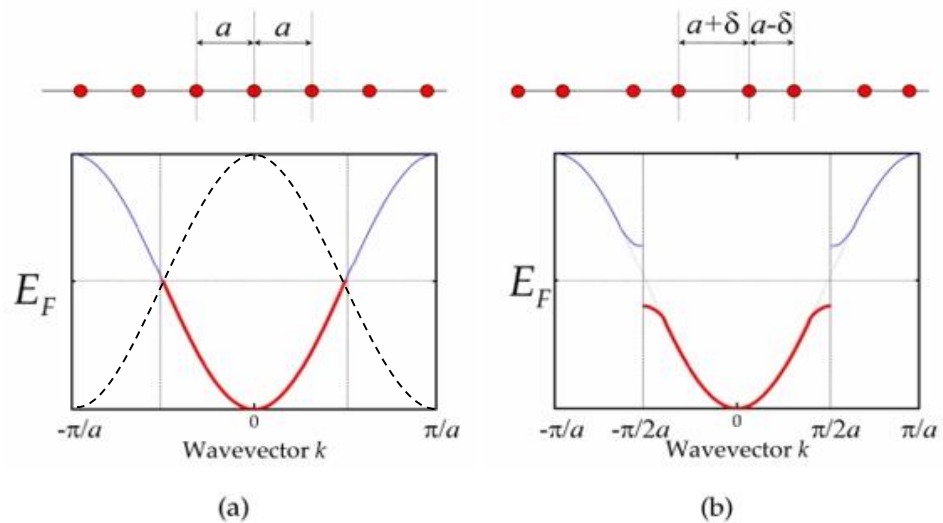 a a
a+δ a-δ
E_F
-π/a 0 π/a
Wavevector k
E_F
-π/a -π/2a 0 π/2a π/a
Wavevector k
(a)
(b)